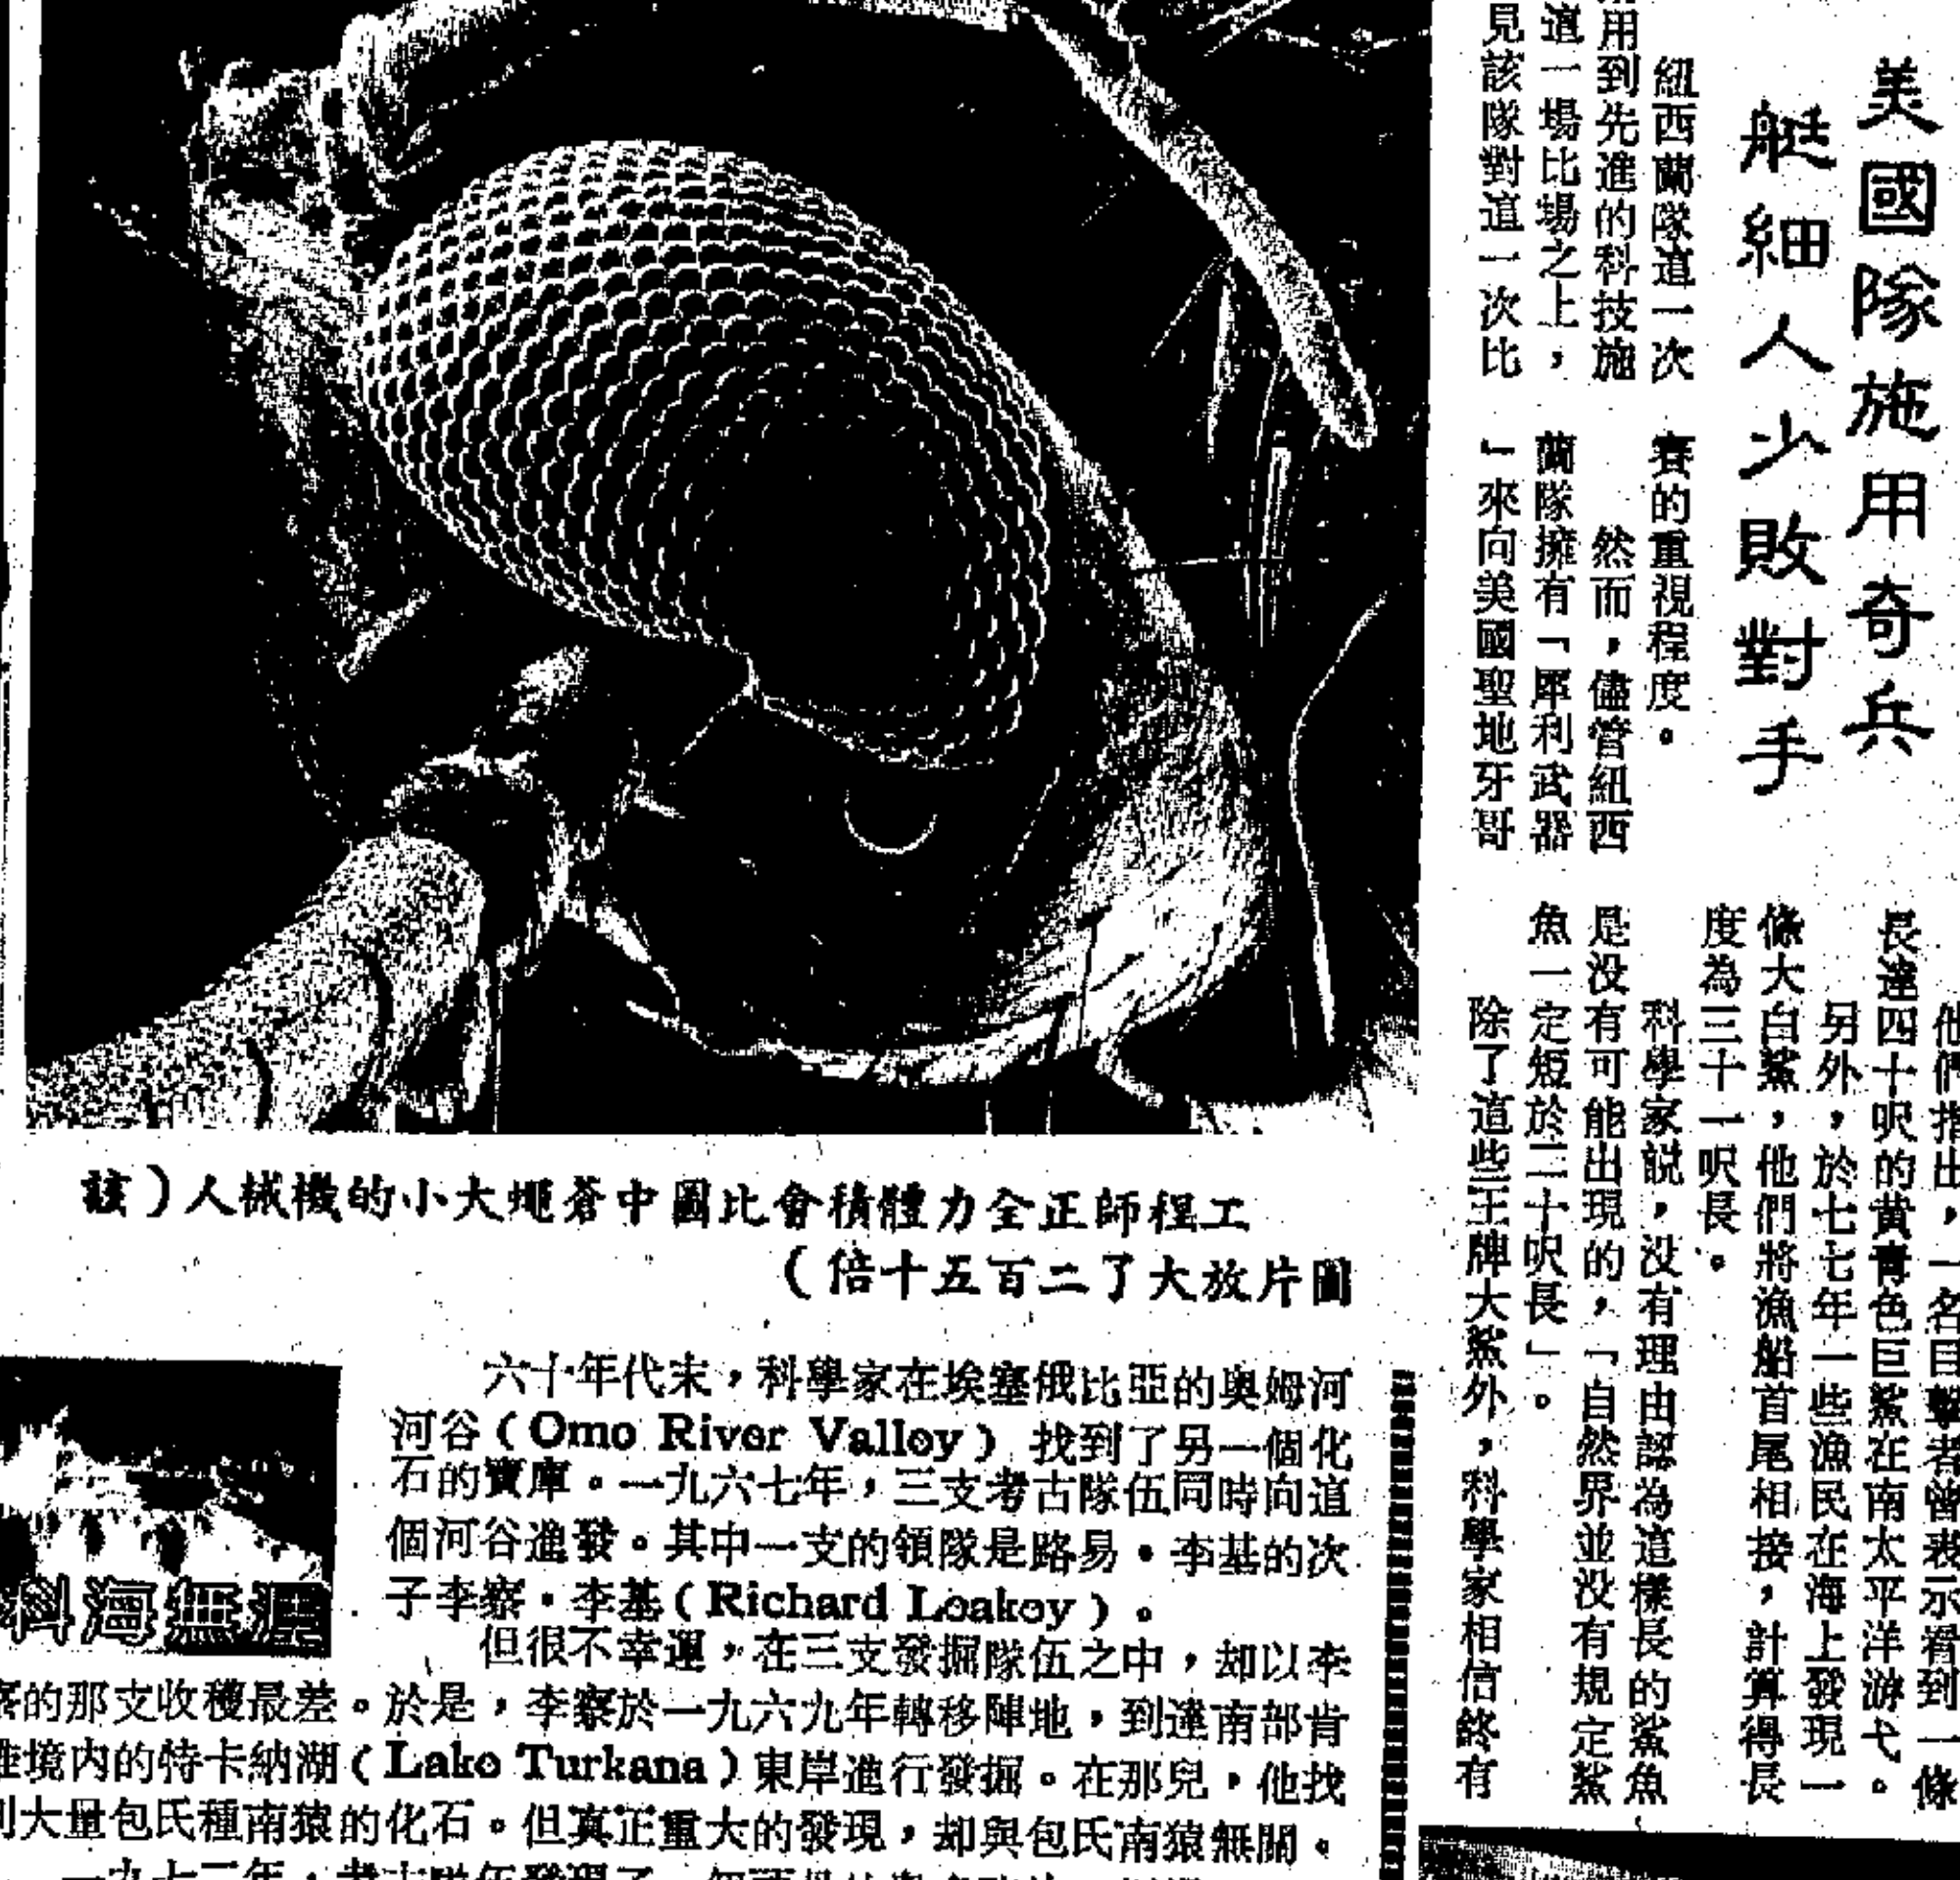 美國隊施用奇兵
艇細人少敗對手
紐西蘭隊這一次
用到先進的科技施
這一場比場之上，
見該隊對這一次比
賽的重視程度。
然而，儘管紐西
蘭隊擁有「犀利武器
」來向美國聖地牙哥
他們指出，一名目擊者曾表示看到一條
長達四十呎的黃青色巨鯊在南太平洋游弋。
另外，於七七年一些漁民在海上發現一
條大白鯊，他們將漁船首尾相接，計算得長
度為三十一呎長。
科學家説，没有理由認為這樣長的鯊魚
是没有可能出現的，「自然界並没有規定鯊
魚一定短於二十呎長」。
除了這些王牌大鯊外，科學家相信終有
工程師正全力體積會比圖中蒼蠅大小的機械人（該
圖片放大了二百五十倍）
科海無涯
六十年代末，科學家在埃塞俄比亞的奧姆河
河谷（Omo River Valley）找到了另一個化
石的寶庫。一九六七年，三支考古隊伍同時向這
個河谷進發。其中一支的領隊是路易·李基的次
子李察·李基（Richard Leakey）。
但很不幸運，在三支發掘隊伍之中，却以李
察的那支收穫最差。於是，李察於一九六九年轉移陣地，到達南部肯
雅境内的特卡納湖（Lake Turkana）東岸進行發掘。在那兒，他找
到大量包氏種南猿的化石。但真正重大的發現，却與包氏南猿無關。
一九七二年，